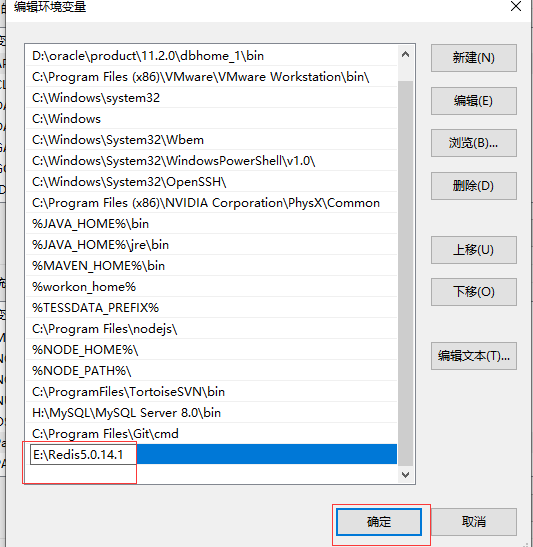 编辑环境变量
D:\oracle\product\11.2.0\dbhome_1\bin
C:\Program Files (x86)\VMware\VMware Workstation\bin\
C:\Windows\system32
C:\Windows
C:\Windows\System32\Wbem
C:\Windows\System32\WindowsPowerShell\v1.0\
C:\Windows\System32\OpenSSH\
C:\Program Files (x86)\NVIDIA Corporation\PhysX\Common
%JAVA_HOME%\bin
%JAVA_HOME%\jre\bin
%MAVEN_HOME%\bin
%workon_home%
%TESSDATA_PREFIX%
C:\Program Files\nodejs\
%NODE_HOME%\
%NODE_PATH%\
C:\ProgramFiles\TortoiseSVN\bin
H:\MySQL\MySQL Server 8.0\bin
C:\Program Files\Git\cmd
E:\Redis5.0.14.1
新建(N)
编辑(E)
浏览(B)...
删除(D)
上移(U)
下移(O)
编辑文本(T)...
确定
取消